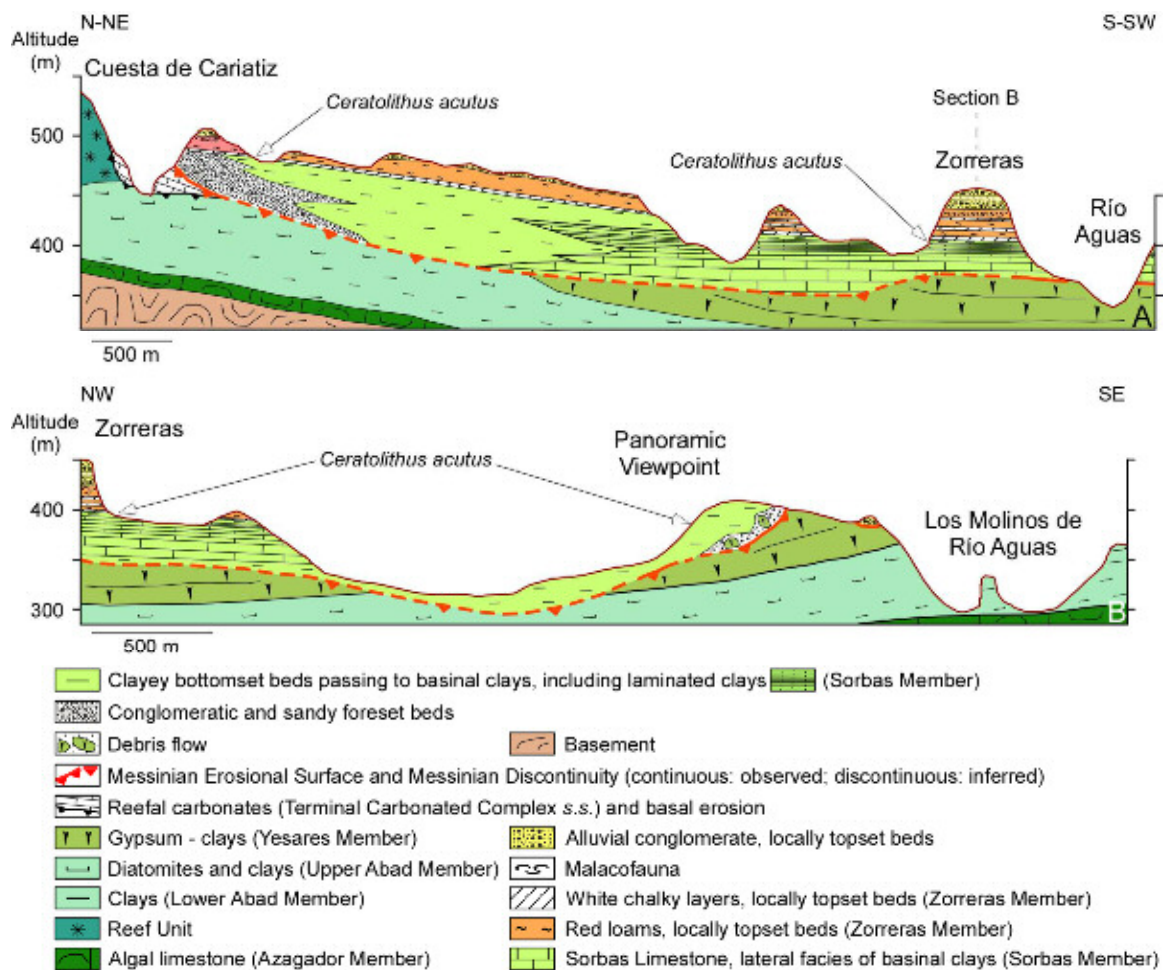 N-NE
S-SW
Altitude
(m)
Cuesta de Cariatiz
Ceratolithus acutus
Section B
500
Ceratolithus acutus
Zorreras
Río
Aguas
400
A
500 m
NW
SE
Altitude
(m)
Zorreras
Ceratolithus acutus
Panoramic
Viewpoint
400
Los Molinos de
Río Aguas
300
B
500 m
Clayey bottomset beds passing to basinal clays, including laminated clays (Sorbas Member)
Conglomeratic and sandy foreset beds
Debris flow
Basement
Messinian Erosional Surface and Messinian Discontinuity (continuous: observed; discontinuous: inferred)
Reefal carbonates (Terminal Carbonated Complex s.s.) and basal erosion
Gypsum - clays (Yesares Member)
Alluvial conglomerate, locally topset beds
Diatomites and clays (Upper Abad Member)
Malacofauna
Clays (Lower Abad Member)
White chalky layers, locally topset beds (Zorreras Member)
Reef Unit
Red loams, locally topset beds (Zorreras Member)
Algal limestone (Azagador Member)
Sorbas Limestone, lateral facies of basinal clays (Sorbas Member)